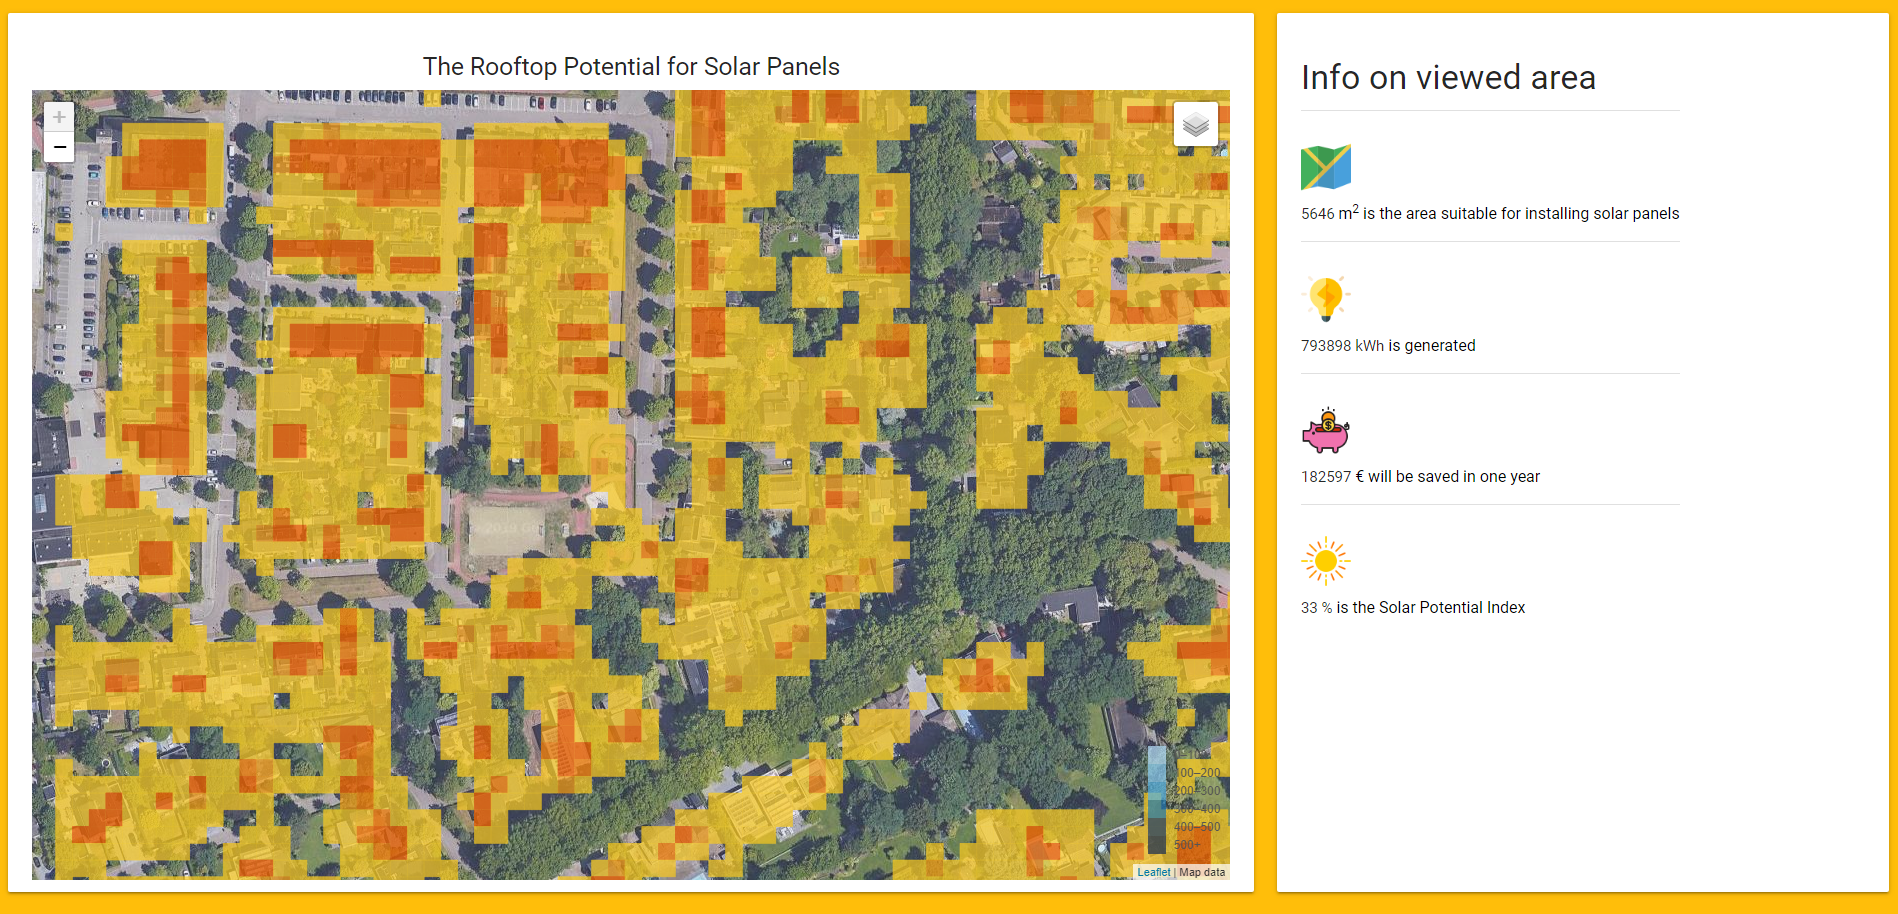 The Rooftop Potential for Solar Panels
+
−
100–200
200–300
300–400
400–500
500+
Leaflet | Map data
Info on viewed area
5646 m² is the area suitable for installing solar panels
793898 kWh is generated
182597 € will be saved in one year
33 % is the Solar Potential Index